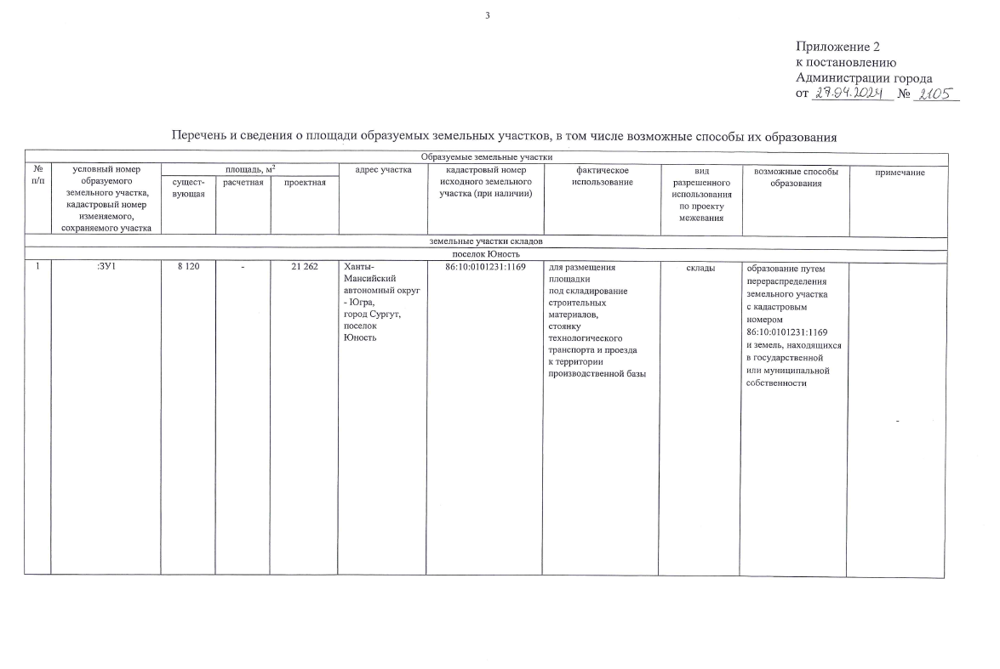 3
Приложение 2
к постановлению
Администрации города
от 27.04.2024 № 2105
Перечень и сведения о площади образуемых земельных участков, в том числе возможные способы их образования
Образуемые земельные участки
№
п/п
условный номер
образуемого
земельного участка,
кадастровый номер
изменяемого,
сохраняемого участка
площадь, м²
сущест-
вующая
расчетная
проектная
адрес участка
кадастровый номер
исходного земельного
участка (при наличии)
фактическое
использование
вид
разрешенного
использования
по проекту
межевания
возможные способы
образования
примечание
земельные участки складов
поселок Юность
1
:ЗУ1
8 120
-
21 262
Ханты-
Мансийский
автономный округ
- Югра,
город Сургут,
поселок
Юность
86:10:0101231:1169
для размещения
площадки
под складирование
строительных
материалов,
стоянку
технологического
транспорта и проезда
к территории
производственной базы
склады
образование путем
перераспределения
земельного участка
с кадастровым
номером
86:10:0101231:1169
и земель, находящихся
в государственной
или муниципальной
собственности
-